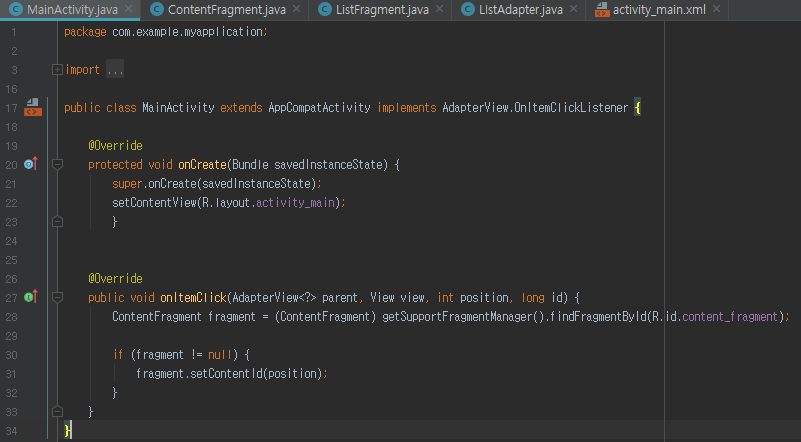 MainActivity.java ContentFragment.java ListFragment.java LIstAdapter.java activity_main.xml
1 package com.example.myapplication;
2
3 import ...
16
17 public class MainActivity extends AppCompatActivity implements AdapterView.OnItemClickListener {
18
19 @Override
20 protected void onCreate(Bundle savedInstanceState) {
21 super.onCreate(savedInstanceState);
22 setContentView(R.layout.activity_main);
23 }
24
25
26 @Override
27 public void onItemClick(AdapterView<?> parent, View view, int position, long id) {
28 ContentFragment fragment = (ContentFragment) getSupportFragmentManager().findFragmentById(R.id.content_fragment);
29
30 if (fragment != null) {
31 fragment.setContentId(position);
32 }
33 }
34 }